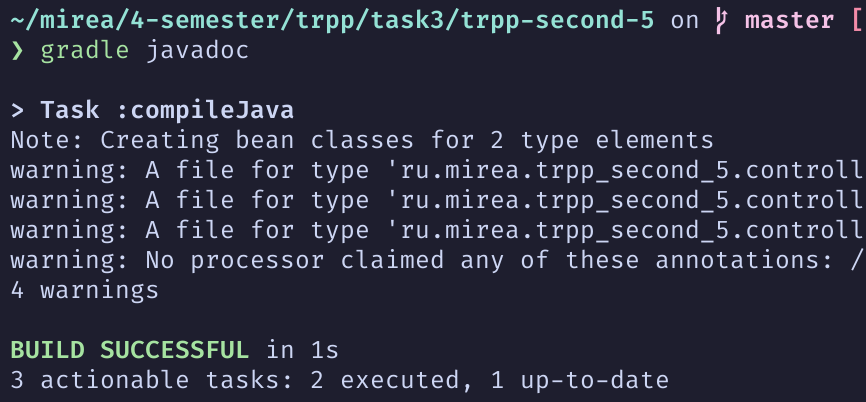 ~/mirea/4-semester/trpp/task3/trpp-second-5 on master [
❯ gradle javadoc
> Task :compileJava
Note: Creating bean classes for 2 type elements
warning: A file for type 'ru.mirea.trpp_second_5.controll
warning: A file for type 'ru.mirea.trpp_second_5.controll
warning: A file for type 'ru.mirea.trpp_second_5.controll
warning: No processor claimed any of these annotations: /
4 warnings
BUILD SUCCESSFUL in 1s
3 actionable tasks: 2 executed, 1 up-to-date